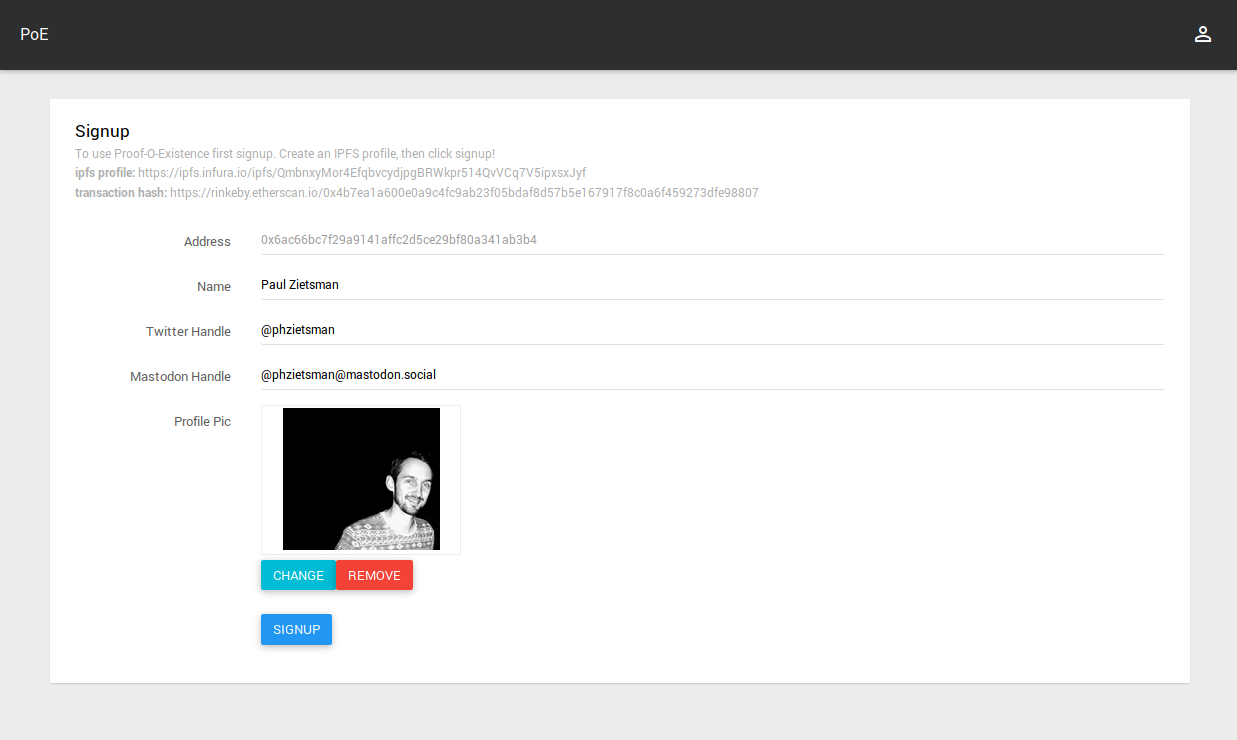 PoE
Signup
To use Proof-O-Existence first signup. Create an IPFS profile, then click signup!
ipfs profile: https://ipfs.infura.io/ipfs/QmbnxyMor4EfqbvcydjpgBRWkpr514QvVCq7V5ipxsxJyf
transaction hash: https://rinkeby.etherscan.io/0x4b7ea1a600e0a9c4fc9ab23f05bdaf8d57b5e167917f8c0a6f459273dfe98807
Address 0x6ac66bc7f29a9141affc2d5ce29bf80a341ab3b4
Name Paul Zietsman
Twitter Handle @phzietsman
Mastodon Handle @phzietsman@mastodon.social
Profile Pic
CHANGE REMOVE
SIGNUP